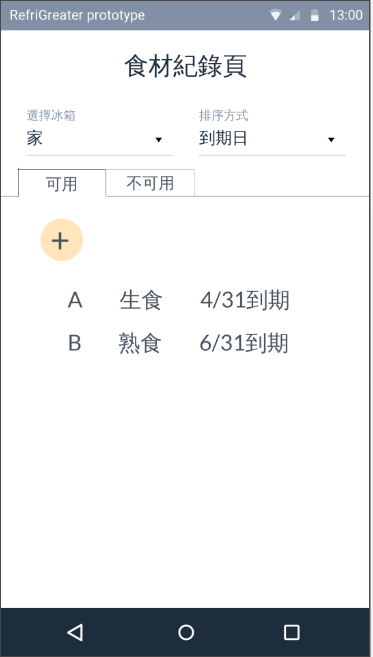 RefriGreater prototype 13:00
食材紀錄頁
選擇冰箱 排序方式
家 到期日
可用 不可用
+
A 生食 4/31到期
B 熟食 6/31到期